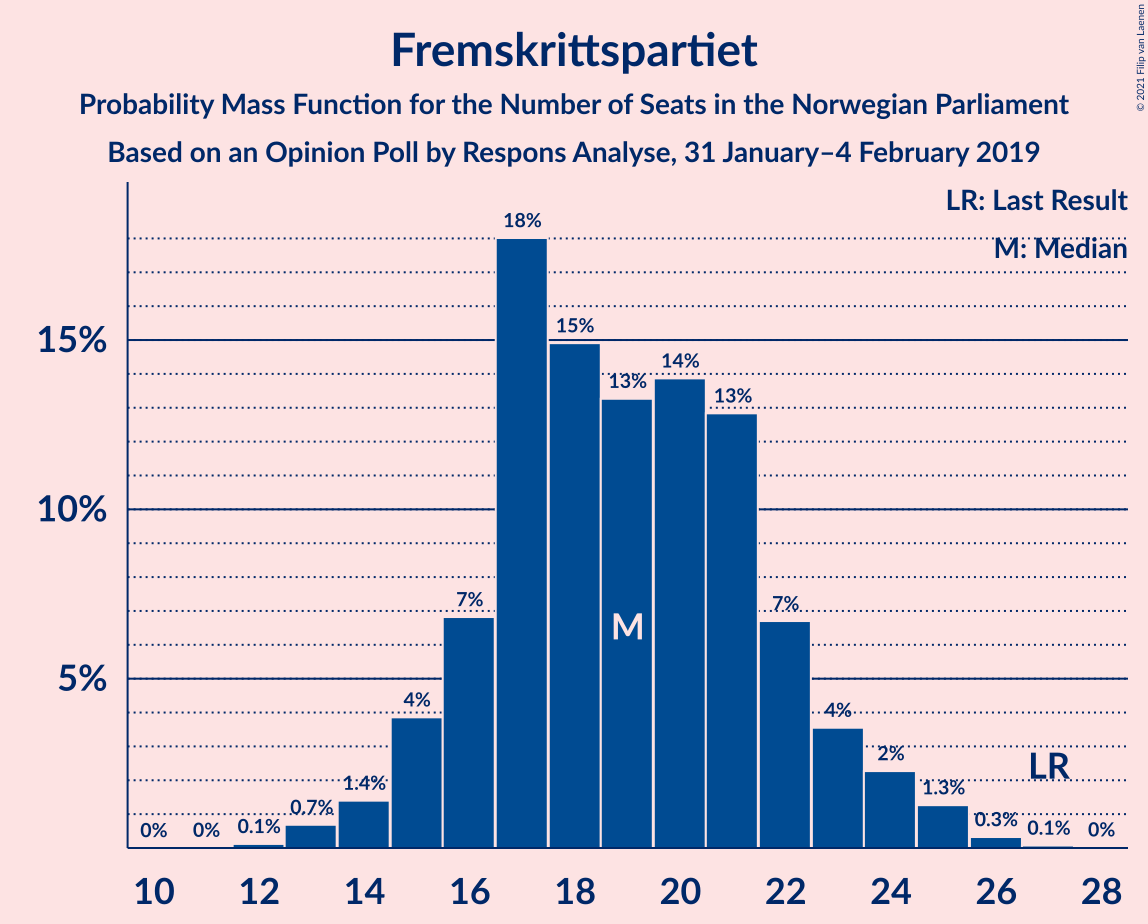 Fremskrittspartiet
Probability Mass Function for the Number of Seats in the Norwegian Parliament
Based on an Opinion Poll by Respons Analyse, 31 January–4 February 2019
© 2021 Filip van Laenen
LR: Last Result
M: Median
15%
10%
5%
0%
0%
0.1%
0.7%
1.4%
4%
7%
18%
15%
13%
14%
13%
7%
4%
2%
1.3%
0.3%
0.1%
0%
M
LR
10 12 14 16 18 20 22 24 26 28